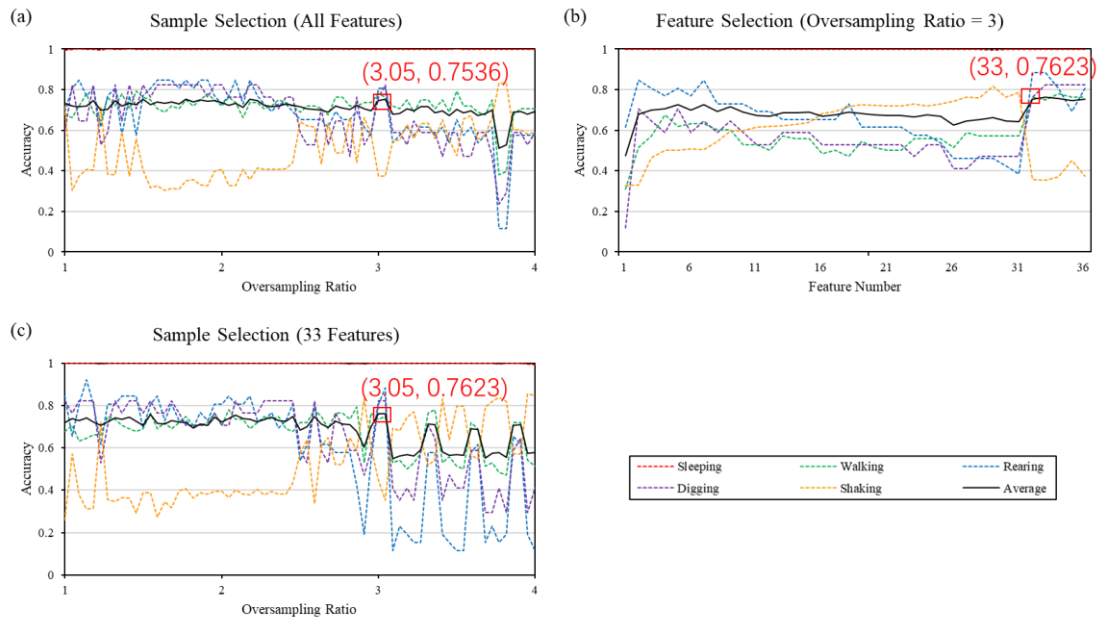 (a)
Sample Selection (All Features)
1
0.8
0.6
0.4
0.2
0
Accuracy
(3.05, 0.7536)
1
2
3
4
Oversampling Ratio
(b)
Feature Selection (Oversampling Ratio = 3)
1
0.8
0.6
0.4
0.2
0
Accuracy
(33, 0.7623)
1
6
11
16
21
26
31
36
Feature Number
(c)
Sample Selection (33 Features)
1
0.8
0.6
0.4
0.2
0
Accuracy
(3.05, 0.7623)
1
2
3
4
Oversampling Ratio
Sleeping
Walking
Rearing
Digging
Shaking
Average